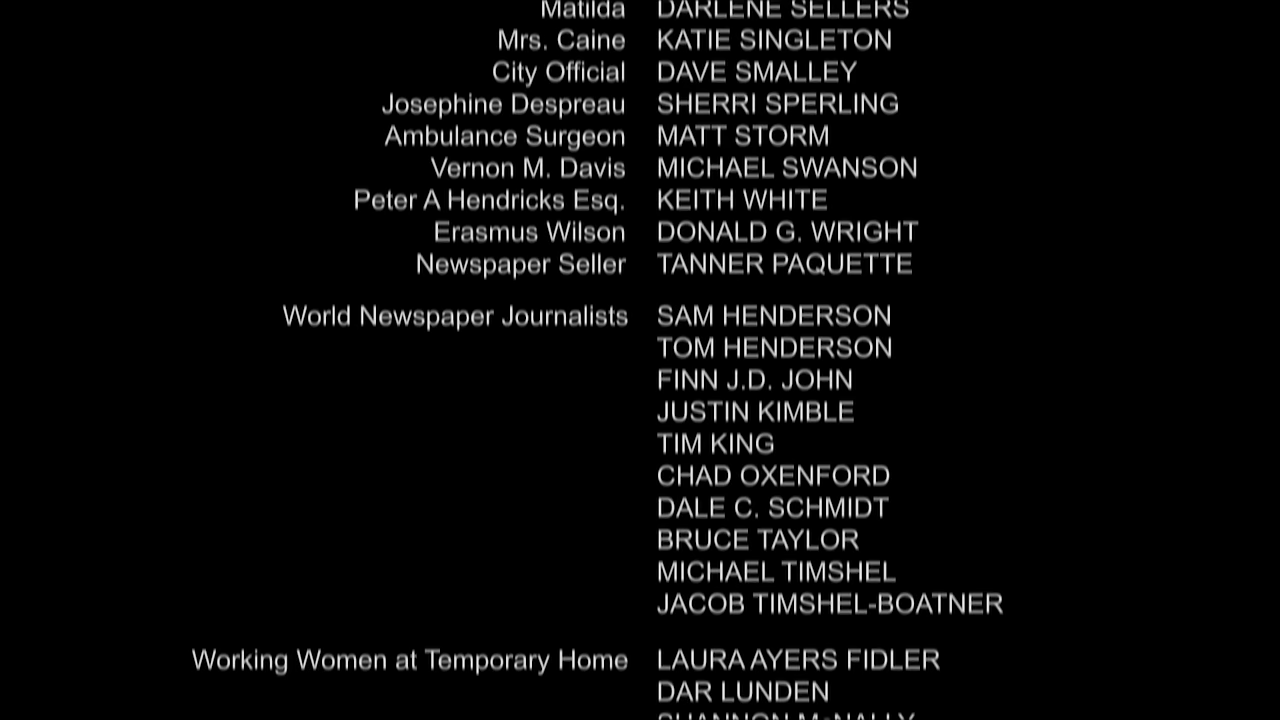 Matilda DARLENE SELLERS
Mrs. Caine KATIE SINGLETON
City Official DAVE SMALLEY
Josephine Despreau SHERRI SPERLING
Ambulance Surgeon MATT STORM
Vernon M. Davis MICHAEL SWANSON
Peter A Hendricks Esq. KEITH WHITE
Erasmus Wilson DONALD G. WRIGHT
Newspaper Seller TANNER PAQUETTE
World Newspaper Journalists SAM HENDERSON
TOM HENDERSON
FINN J.D. JOHN
JUSTIN KIMBLE
TIM KING
CHAD OXENFORD
DALE C. SCHMIDT
BRUCE TAYLOR
MICHAEL TIMSHEL
JACOB TIMSHEL-BOATNER
Working Women at Temporary Home LAURA AYERS FIDLER
DAR LUNDEN
SHANNON McNALLY